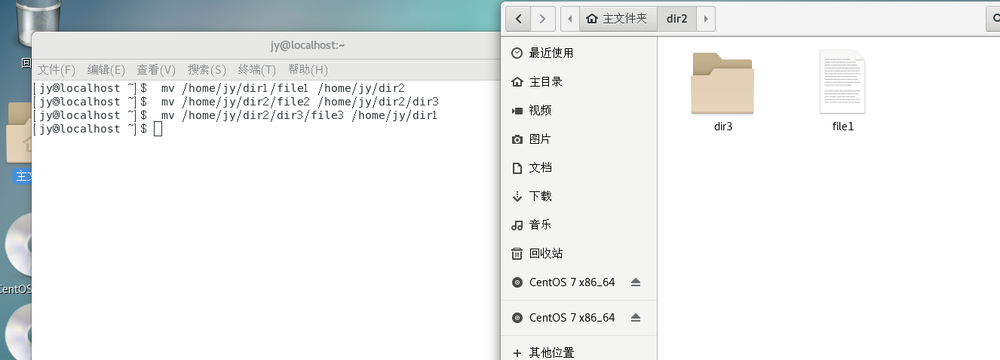 回
jy@localhost:~
文件(F) 编辑(E) 查看(V) 搜索(S) 终端(T) 帮助(H)
[jy@localhost ~]$  mv /home/jy/dir1/file1 /home/jy/dir2
[jy@localhost ~]$  mv /home/jy/dir2/file2 /home/jy/dir2/dir3
[jy@localhost ~]$  mv /home/jy/dir2/dir3/file3 /home/jy/dir1
[jy@localhost ~]$
主文
CentOS
主文件夹 dir2
最近使用
主目录
视频
图片
文档
下载
音乐
回收站
CentOS 7 x86_64
CentOS 7 x86_64
其他位置
dir3
file1